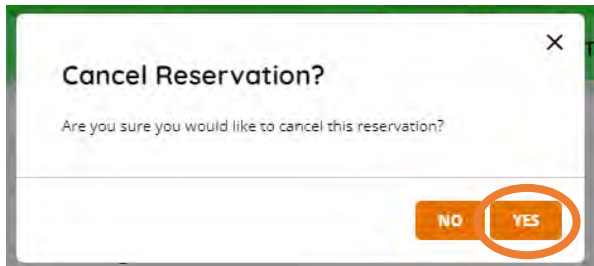 Cancel Reservation?
Are you sure you would like to cancel this reservation?
NO YES